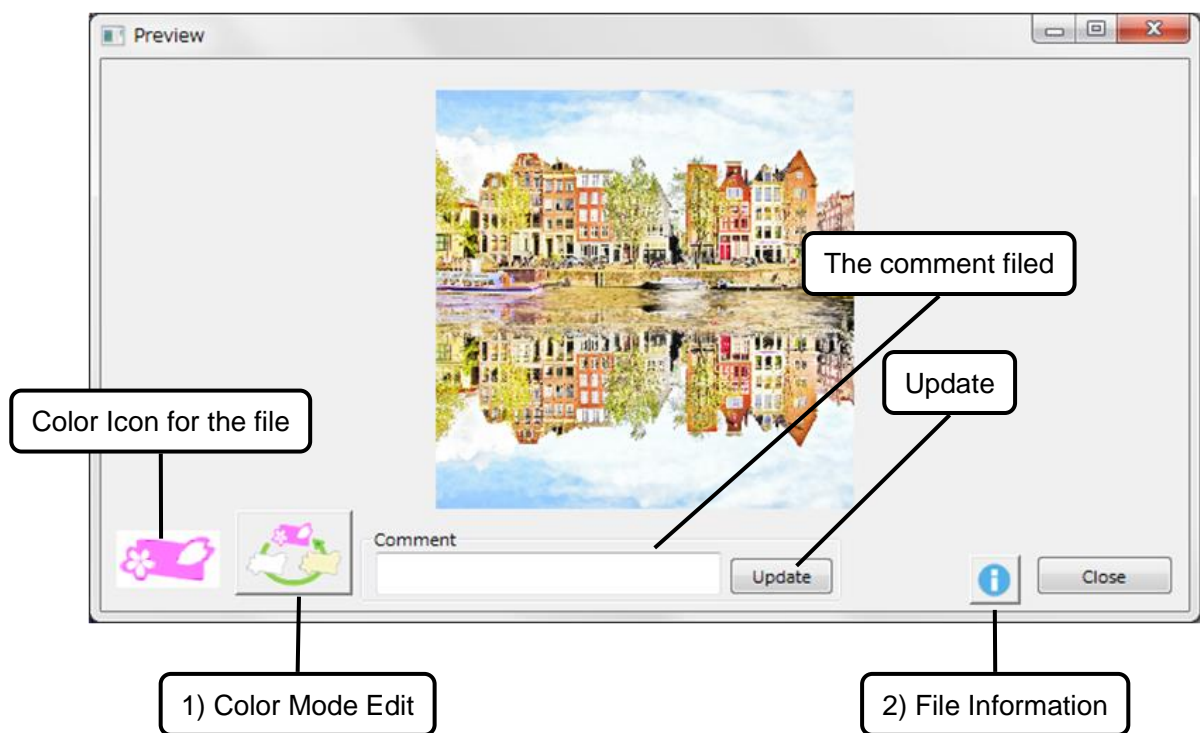 Preview
The comment filed
Update
Color Icon for the file
Comment
Update
Close
1) Color Mode Edit
2) File Information